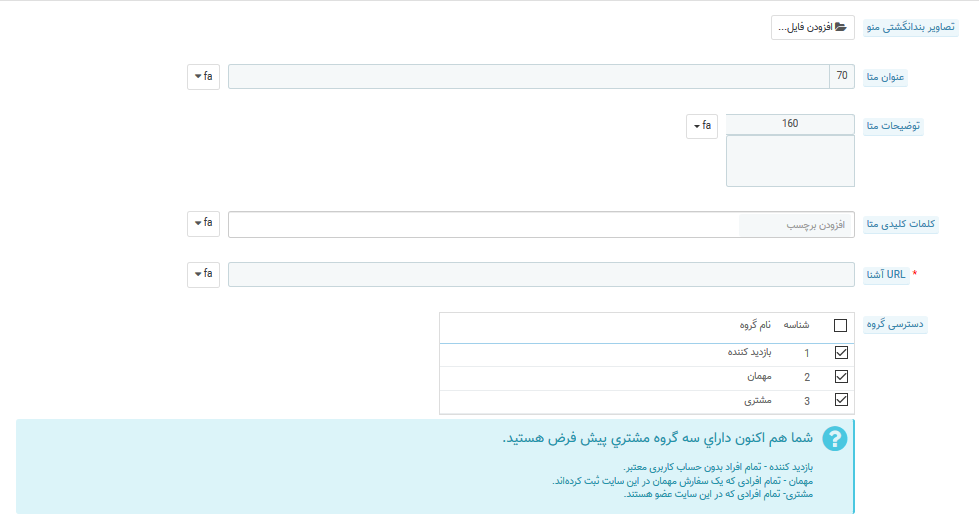 تصاویر بندانگشتی منو
افزودن فایل...
عنوان متا
70
fa
توضیحات متا
160
fa
کلمات کلیدی متا
افزودن برچسب
fa
* URL آشنا
fa
دسترسی گروه
شناسه نام گروه
1 بازدید کننده
2 مهمان
3 مشتری
شما هم اکنون داراي سه گروه مشتري پيش فرض هستيد.
بازدید کننده - تمام افراد بدون حساب کاربری معتبر.
مهمان - تمام افرادی که یک سفارش مهمان در این سایت ثبت کرده‌اند.
مشتری- تمام افرادی که در این سایت عضو هستند.